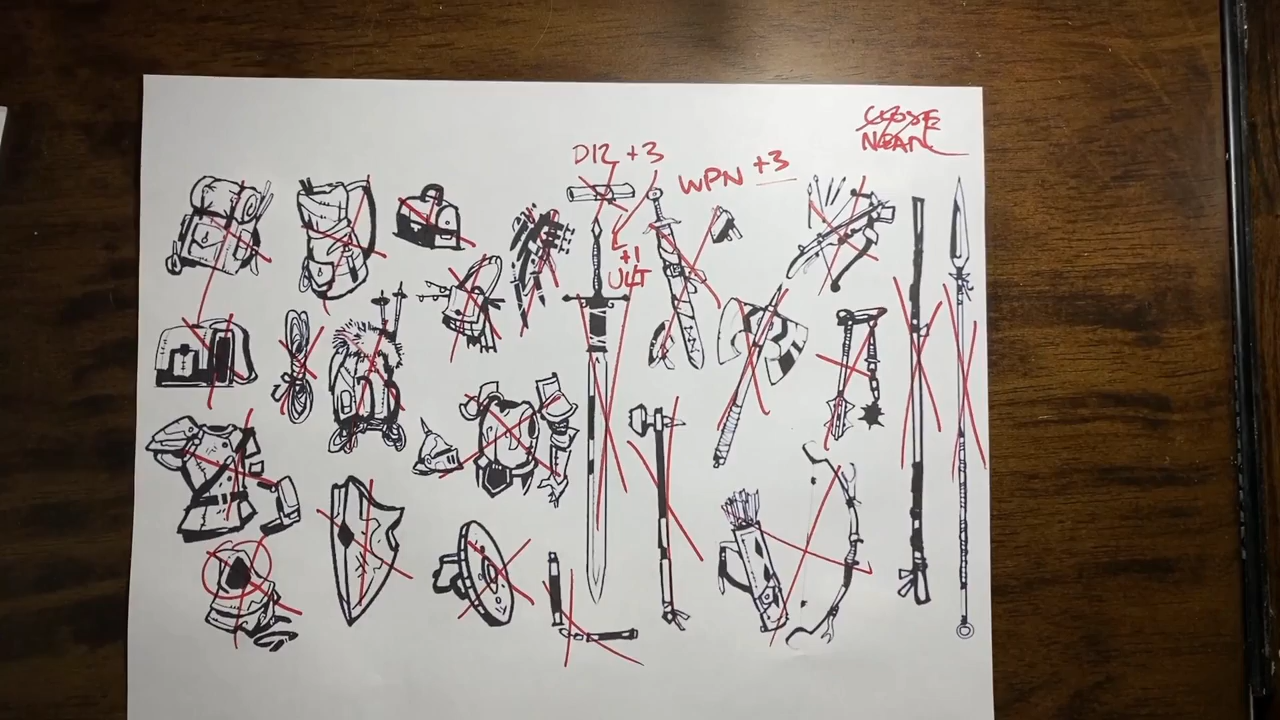 CLOSE
NEAR
D12 +3
WPN +3
+1
ULT